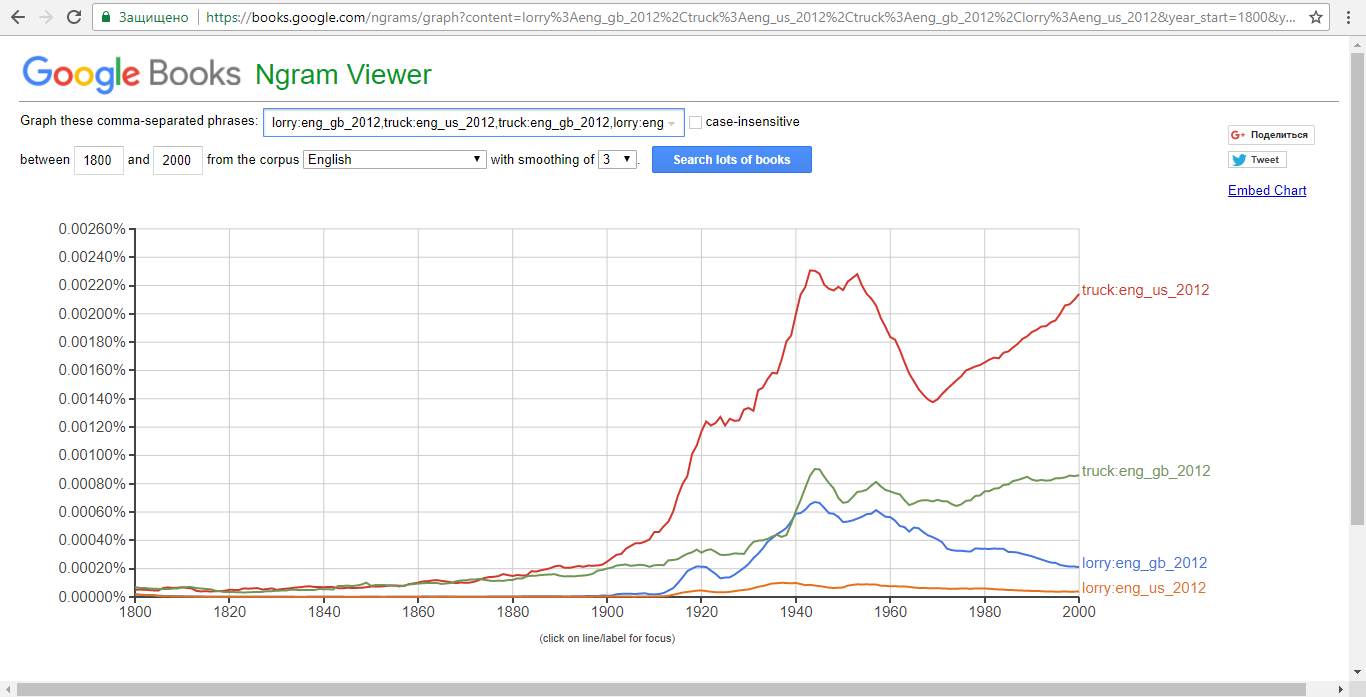 Защищено https://books.google.com/ngrams/graph?content=lorry%3Aeng_gb_2012%2Ctruck%3Aeng_us_2012%2Ctruck%3Aeng_gb_2012%2Clorry%3Aeng_us_2012&year_start=1800&y...
Google Books Ngram Viewer
Graph these comma-separated phrases: lorry:eng_gb_2012,truck:eng_us_2012,truck:eng_gb_2012,lorry:eng case-insensitive
G+ Поделиться
between 1800 and 2000 from the corpus English with smoothing of 3 . Search lots of books
Tweet
Embed Chart
0.00260%
0.00240%
0.00220%
0.00200%
0.00180%
0.00160%
0.00140%
0.00120%
0.00100%
0.00080%
0.00060%
0.00040%
0.00020%
0.00000%
truck:eng_us_2012
truck:eng_gb_2012
lorry:eng_gb_2012
lorry:eng_us_2012
1800 1820 1840 1860 1880 1900 1920 1940 1960 1980 2000
(click on line/label for focus)